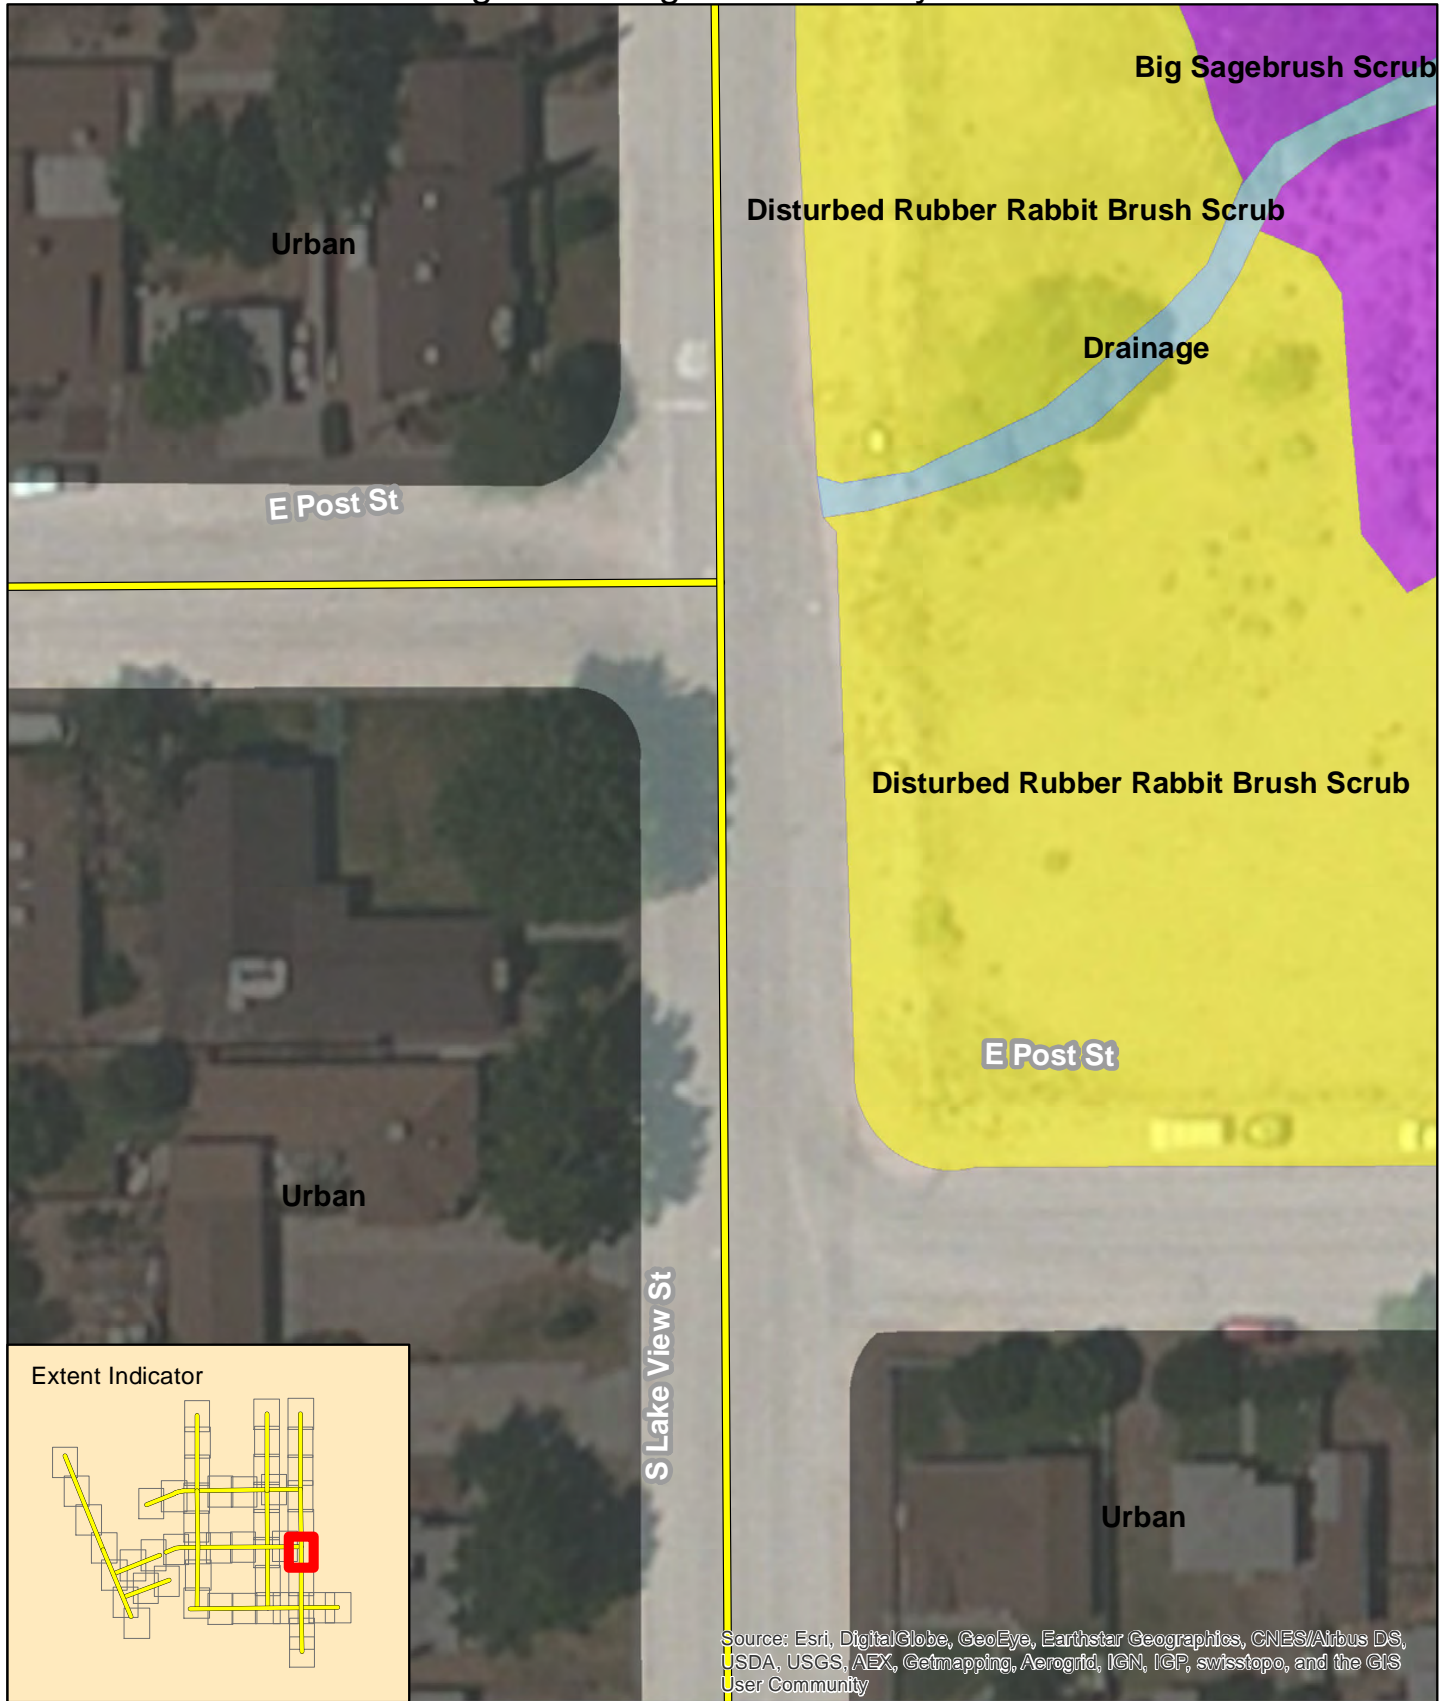 Big Sagebrush Scrub
Disturbed Rubber Rabbit Brush Scrub
Urban
Drainage
E Post St
Disturbed Rubber Rabbit Brush Scrub
E Post St
Urban
S Lake View St
Extent Indicator
Urban
Source: Esri, DigitalGlobe, GeoEye, Earthstar Geographics, CNES/Airbus DS,
USDA, USGS, AEX, Getmapping, Aerogrid, IGN, IGP, swisstopo, and the GIS
User Community